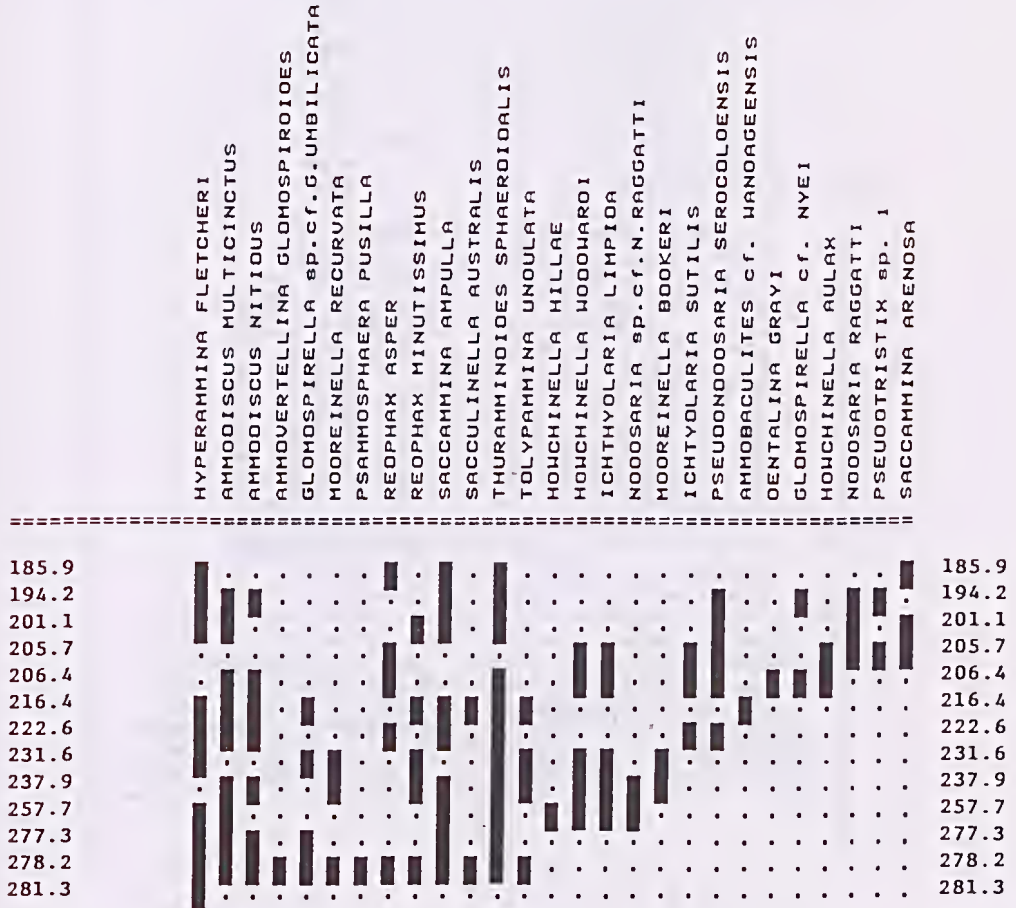 HYPERAMMINA FLETCHERI
AMMODISCUS MULTICINCTUS
AMMODISCUS NITIDUS
AMMOVERTELLINA GLOMOSPIROIDES
GLOMOSPIRELLA sp.cf.G.UMBILICATA
MOOREINELLA RECURVATA
PSAMMOSPHAERA PUSILLA
REOPHAX ASPER
REOPHAX MINUTISSIMUS
SACCAMMINA AMPULLA
SACCULINELLA AUSTRALIS
THURAMMINOIDES SPHAEROIDALIS
TOLYPAMMINA UNDULATA
HOWCHINELLA HILLAE
HOWCHINELLA WOODWARDI
ICHTHYOLARIA LIMPIDA
NODOSARIA sp.cf.N.RAGGATTI
MOOREINELLA BOOKERI
ICHTYOLARIA SUTILIS
PSEUDONODOSARIA SEROCOLDENSIS
AMMOBACULITES cf. WANDAGEENSIS
DENTALINA GRAYI
GLOMOSPIRELLA cf. NYEI
HOWCHINELLA AULAX
NODOSARIA RAGGATTI
PSEUDOTRISTIX sp. 1
SACCAMMINA ARENOSA
185.9 185.9
194.2 194.2
201.1 201.1
205.7 205.7
206.4 206.4
216.4 216.4
222.6 222.6
231.6 231.6
237.9 237.9
257.7 257.7
277.3 277.3
278.2 278.2
281.3 281.3